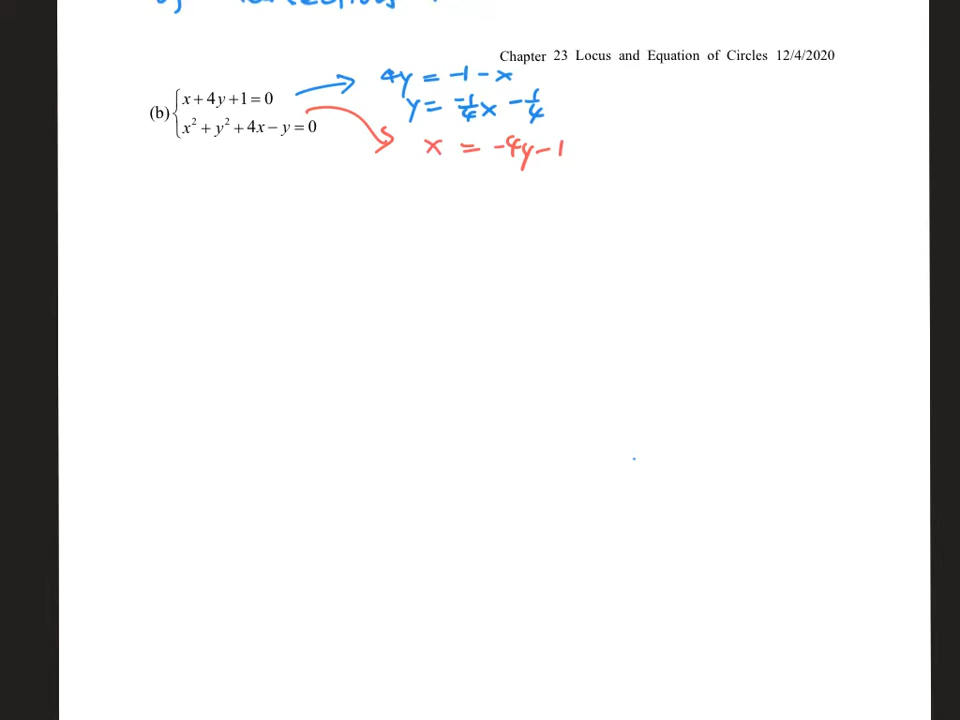 Chapter 23 Locus and Equation of Circles 12/4/2020
4y = -1 - x
(b) { x + 4y + 1 = 0
y = -1/4 x - 1/4
x² + y² + 4x - y = 0
x = -4y - 1